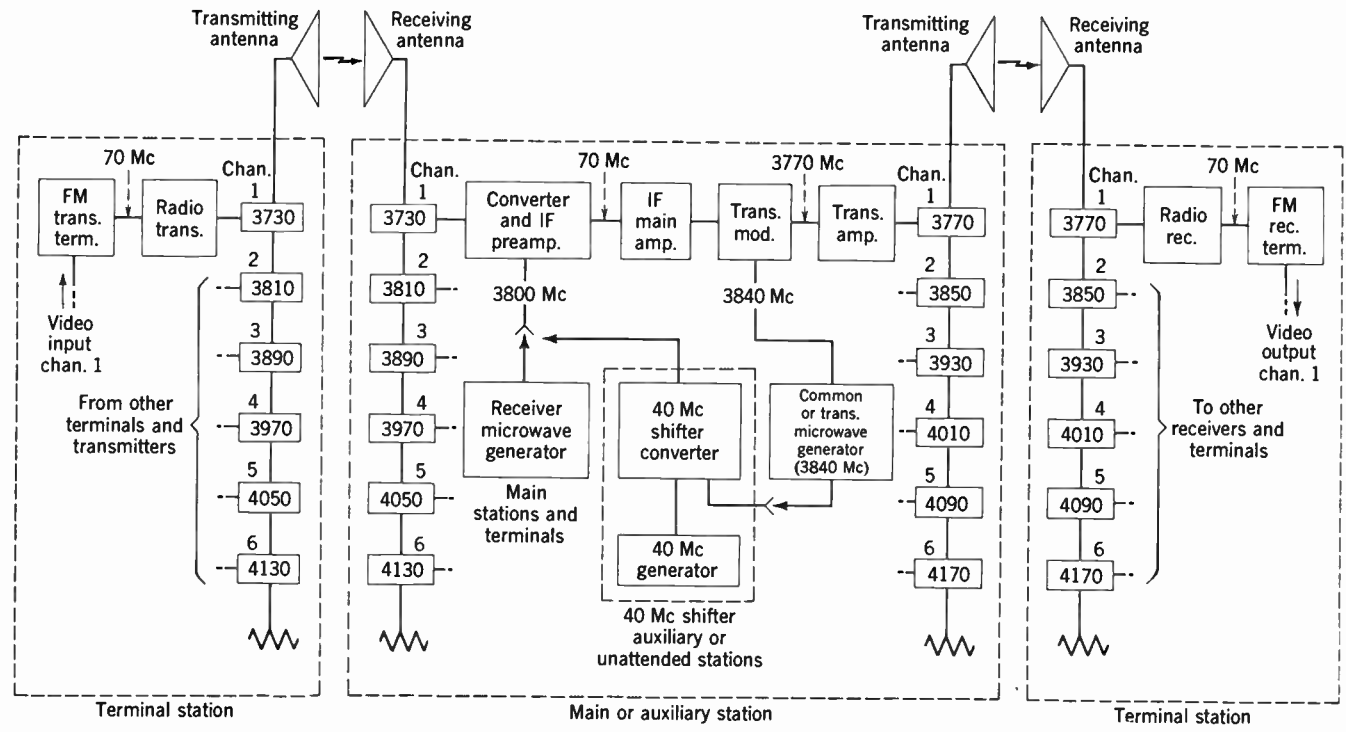 Transmitting
antenna
Receiving
antenna
Transmitting
antenna
Receiving
antenna
70 Mc
FM
trans.
term.
Radio
trans.
Video
input
chan. 1
From other
terminals and
transmitters
Chan.
1
3730
2
3810
3
3890
4
3970
5
4050
6
4130
Terminal station
Chan.
1
3730
2
3810
3
3890
4
3970
5
4050
6
4130
Converter
and IF
preamp.
70 Mc
IF
main
amp.
Trans.
mod.
3770 Mc
Trans.
amp.
3800 Mc
3840 Mc
Receiver
microwave
generator
Main
stations and
terminals
40 Mc
shifter
converter
40 Mc
generator
40 Mc shifter
auxiliary or
unattended stations
Common
or trans.
microwave
generator
(3840 Mc)
Chan.
1
3770
2
3850
3
3930
4
4010
5
4090
6
4170
Main or auxiliary station
Chan.
1
3770
2
3850
3
3930
4
4010
5
4090
6
4170
Radio
rec.
70 Mc
FM
rec.
term.
Video
output
chan. 1
To other
receivers and
terminals
Terminal station